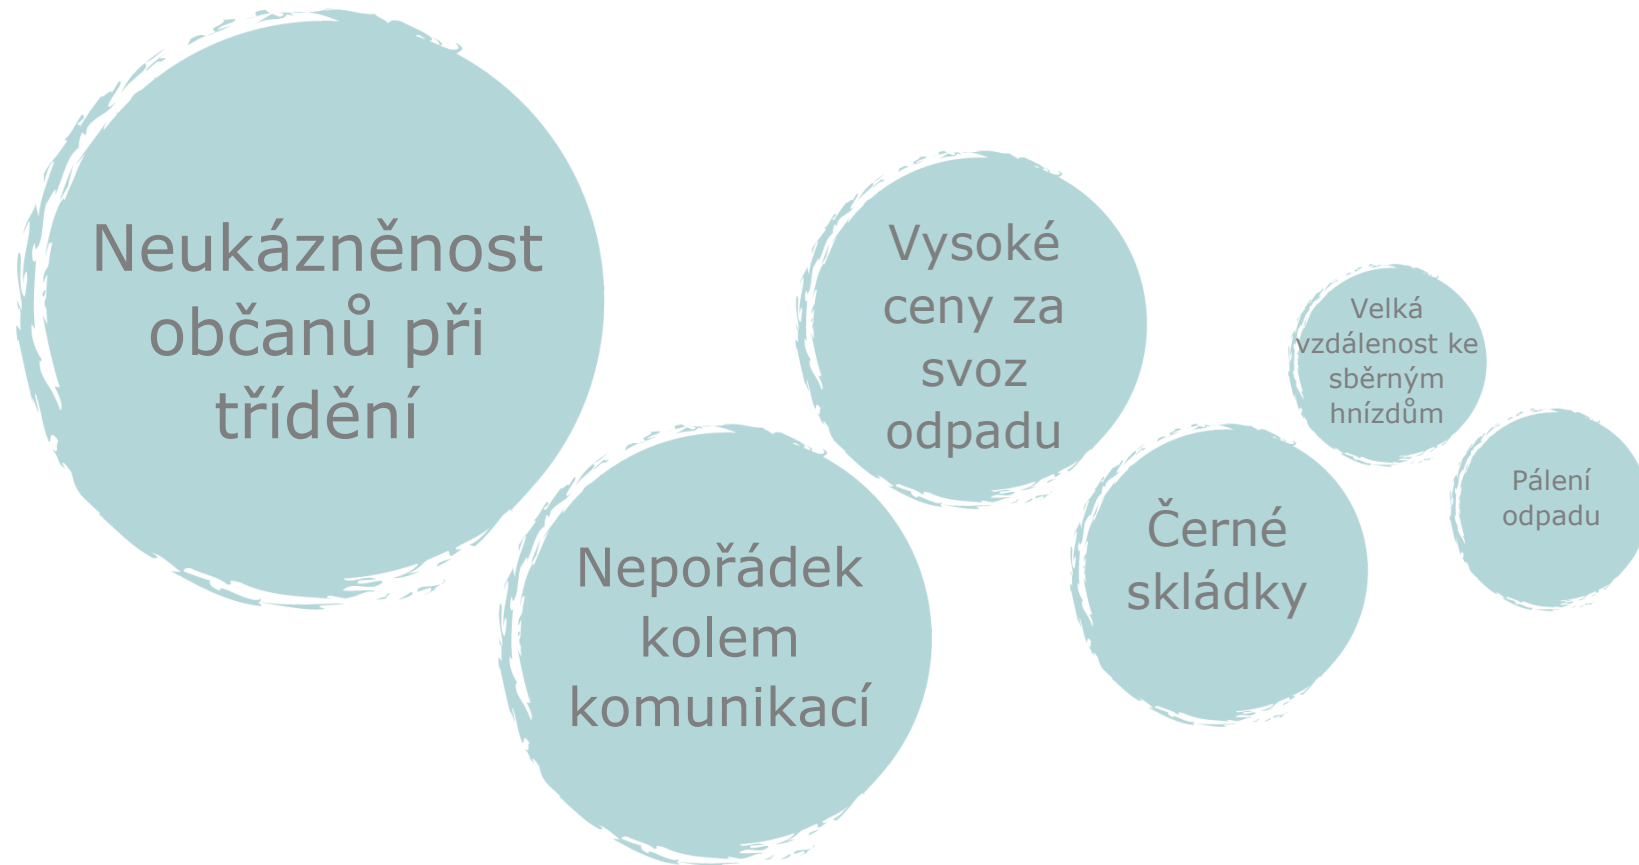 Neukázněnost
občanů při
třídění
Nepořádek
kolem
komunikací
Vysoké
ceny za
svoz
odpadu
Černé
skládky
Velká
vzdálenost ke
sběrným
hnízdům
Pálení
odpadu